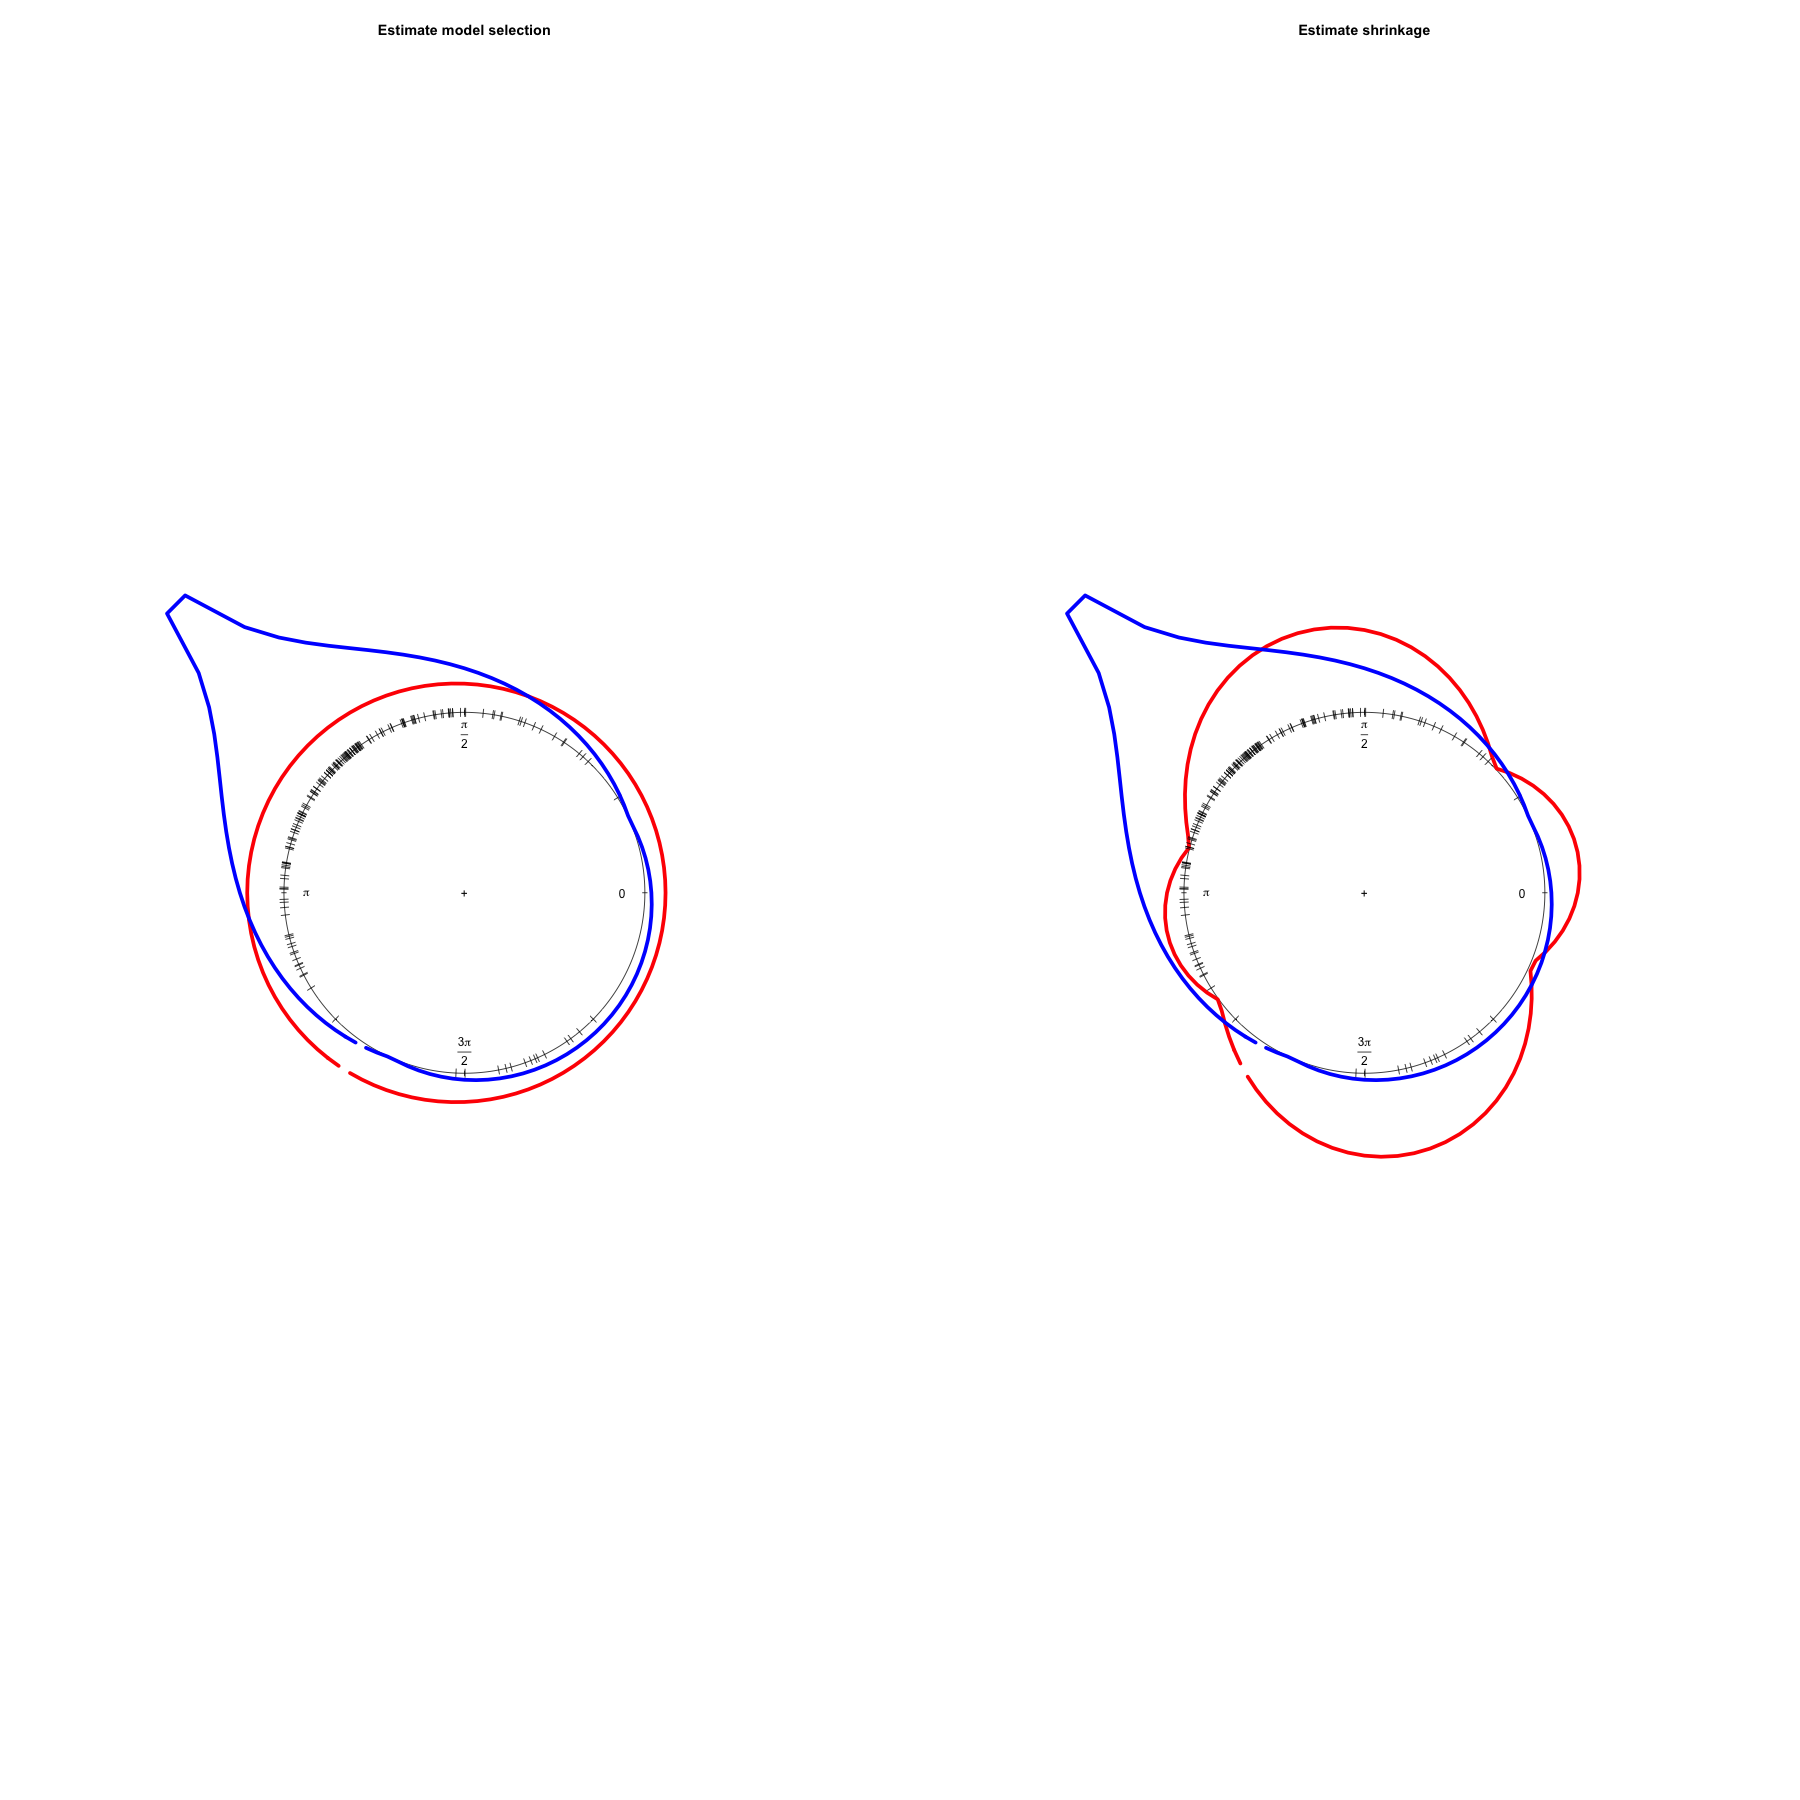 Estimate model selection
Estimate shrinkage
π
2
π
+
0
3π
2
π
2
π
+
0
3π
2